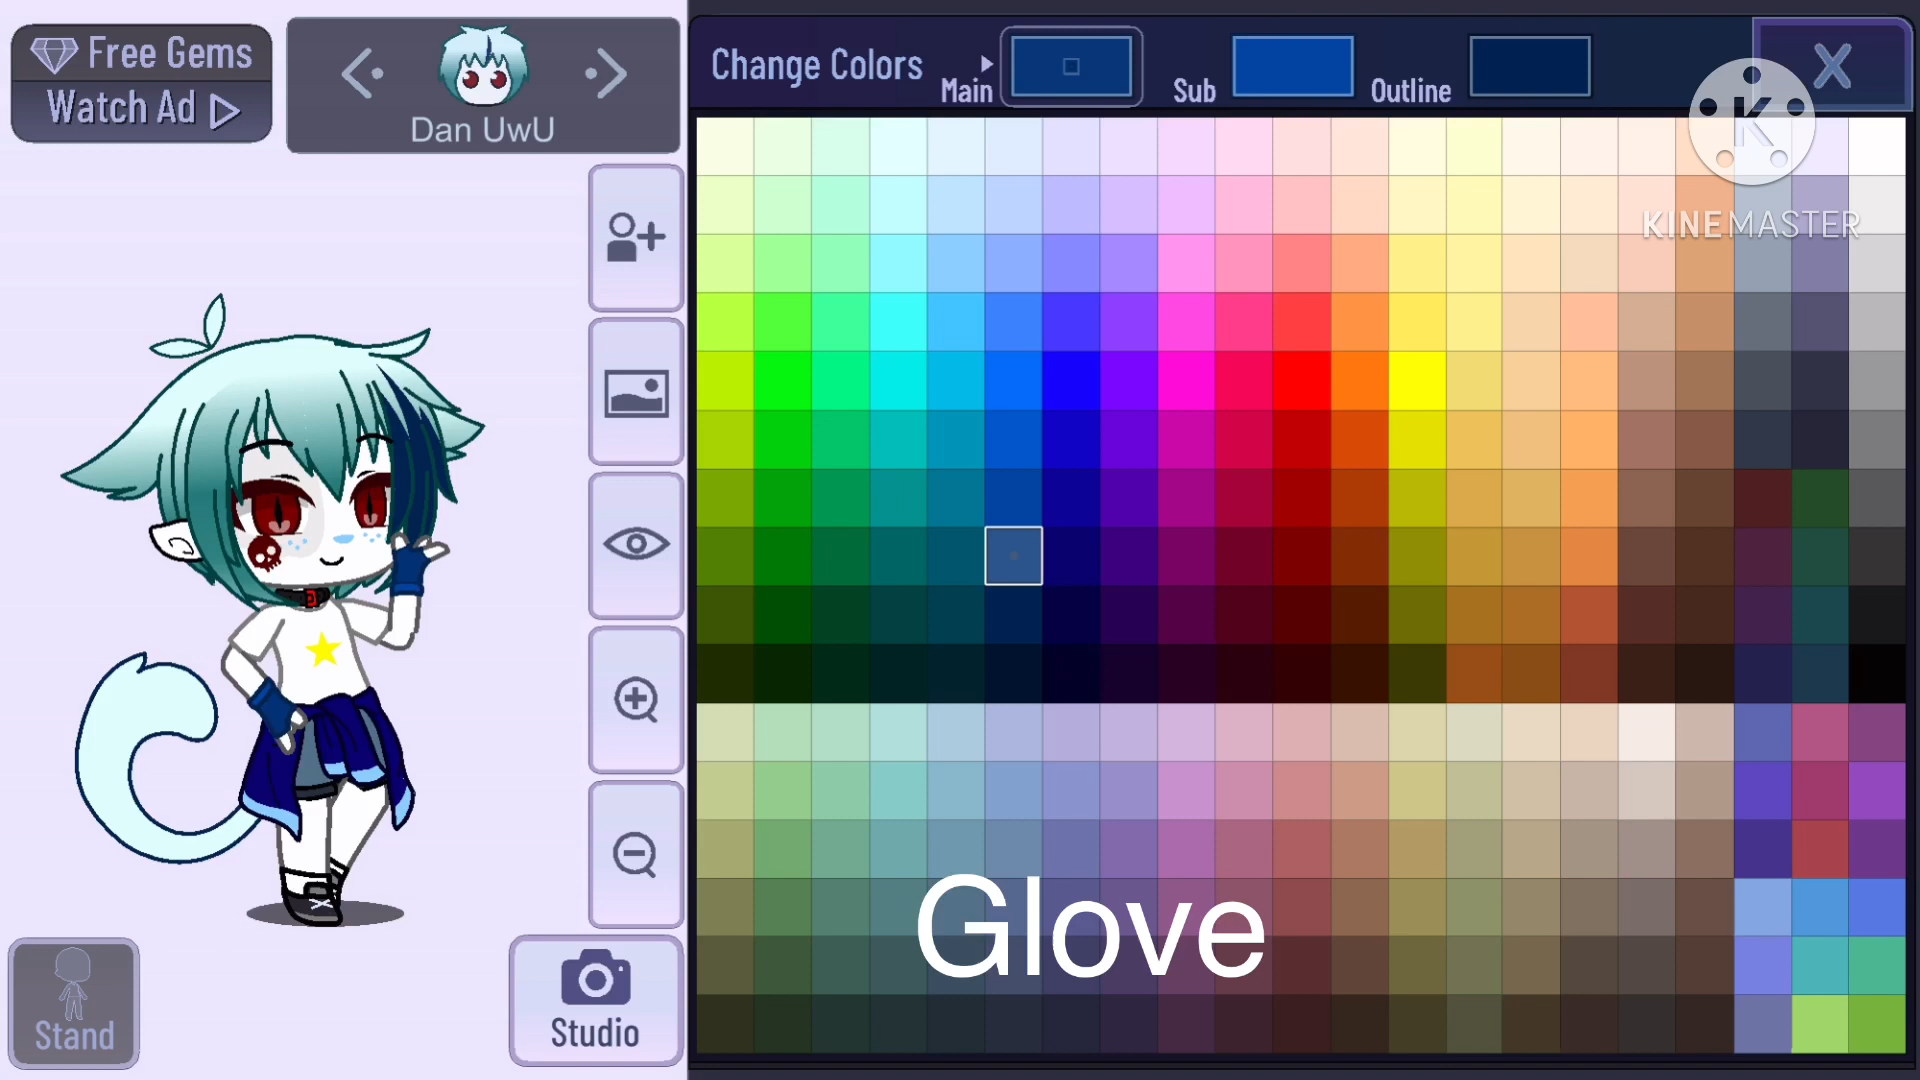 Free Gems
Watch Ad
Dan UwU
Change Colors
Main
Sub
Outline
X
K
KINEMASTER
Glove
Stand
Studio